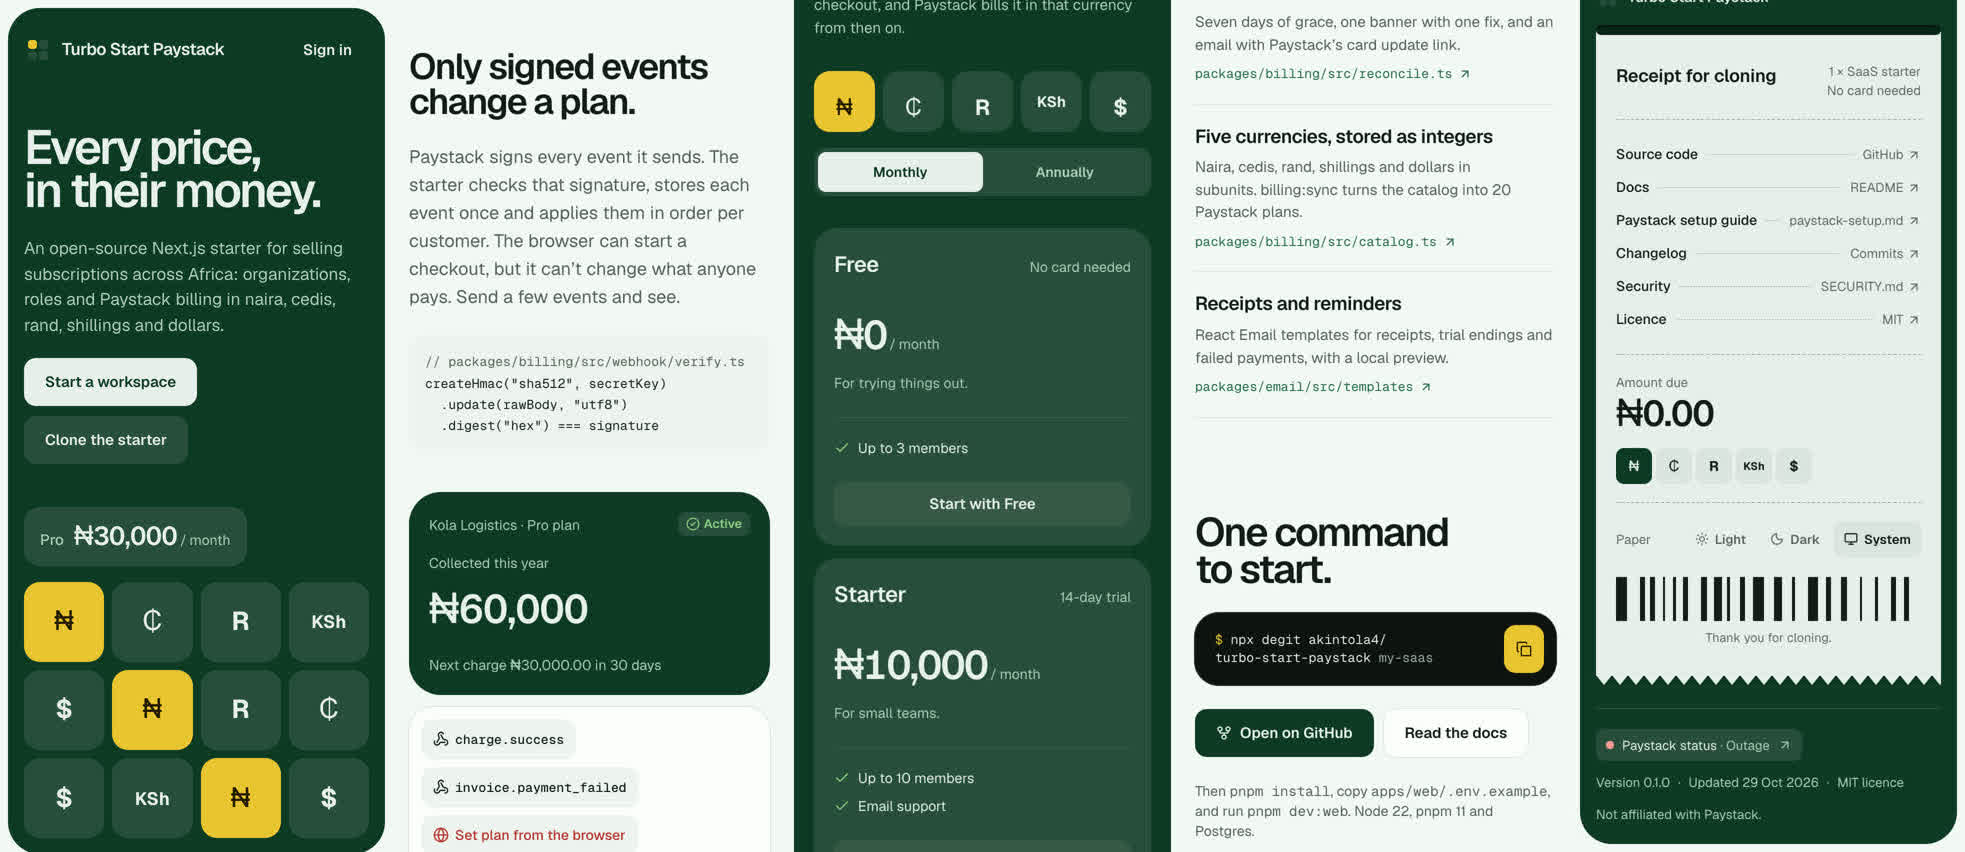 Turbo Start Paystack
Sign in
Every price,
in their money.
An open-source Next.js starter for selling
subscriptions across Africa: organizations,
roles and Paystack billing in naira, cedis,
rand, shillings and dollars.
Start a workspace
Clone the starter
Pro ₦30,000 / month
₦ ₵ R KSh
$ ₦ R ₵
$ KSh ₦ $
Only signed events
change a plan.
Paystack signs every event it sends. The
starter checks that signature, stores each
event once and applies them in order per
customer. The browser can start a
checkout, but it can’t change what anyone
pays. Send a few events and see.
// packages/billing/src/webhook/verify.ts
createHmac("sha512", secretKey)
.update(rawBody, "utf8")
.digest("hex") === signature
Kola Logistics · Pro plan
Active
Collected this year
₦60,000
Next charge ₦30,000.00 in 30 days
charge.success
invoice.payment_failed
Set plan from the browser
checkout, and Paystack bills it in that currency
from then on.
₦ ₵ R KSh $
Monthly
Annually
Free
No card needed
₦0 / month
For trying things out.
Up to 3 members
Start with Free
Starter
14-day trial
₦10,000 / month
For small teams.
Up to 10 members
Email support
Seven days of grace, one banner with one fix, and an
email with Paystack’s card update link.
packages/billing/src/reconcile.ts
Five currencies, stored as integers
Naira, cedis, rand, shillings and dollars in
subunits. billing:sync turns the catalog into 20
Paystack plans.
packages/billing/src/catalog.ts
Receipts and reminders
React Email templates for receipts, trial endings and
failed payments, with a local preview.
packages/email/src/templates
One command
to start.
$ npx degit akintola4/
turbo-start-paystack my-saas
Open on GitHub
Read the docs
Then pnpm install, copy apps/web/.env.example,
and run pnpm dev:web. Node 22, pnpm 11 and
Postgres.
Turbo Start Paystack
Receipt for cloning
1 × SaaS starter
No card needed
Source code GitHub
Docs README
Paystack setup guide paystack-setup.md
Changelog Commits
Security SECURITY.md
Licence MIT
Amount due
₦0.00
₦ ₵ R KSh $
Paper
Light
Dark
System
Thank you for cloning.
Paystack status · Outage
Version 0.1.0 · Updated 29 Oct 2026 · MIT licence
Not affiliated with Paystack.